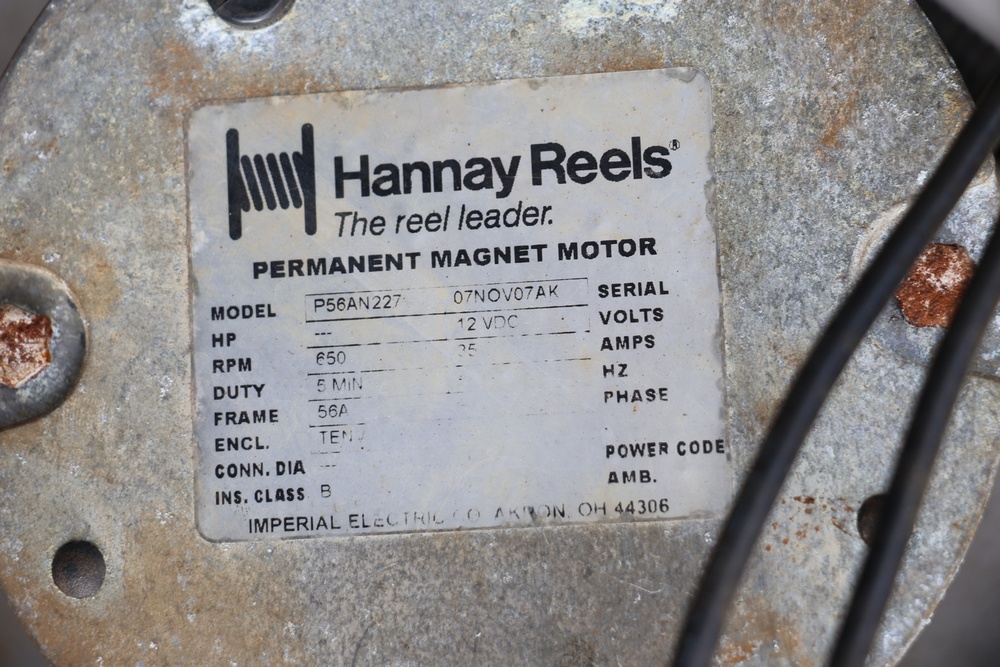 Hannay Reels®
The reel leader.
PERMANENT MAGNET MOTOR
MODEL P56AN227 07NOV07AK SERIAL
HP --- 12 VDC VOLTS
RPM 650 AMPS
DUTY 5 MIN HZ
FRAME 56A PHASE
ENCL.
CONN. DIA --- POWER CODE
INS. CLASS B AMB.
IMPERIAL ELECTRIC CO. AKRON, OH 44306